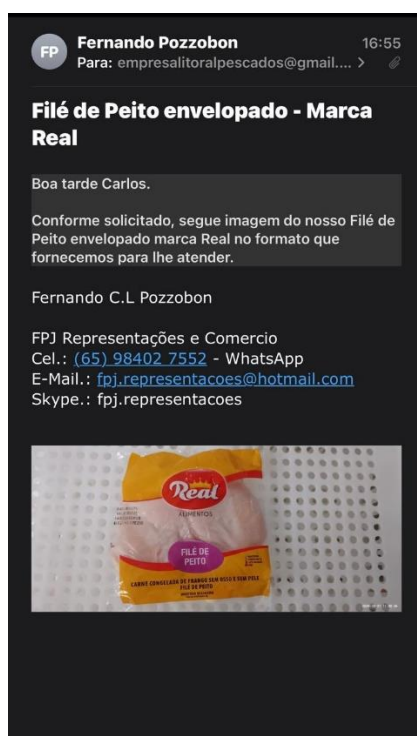 FP
Fernando Pozzobon 16:55
Para: empresalitoralpescados@gmail.... >
Filé de Peito envelopado - Marca
Real
Boa tarde Carlos.
Conforme solicitado, segue imagem do nosso Filé de
Peito envelopado marca Real no formato que
fornecemos para lhe atender.
Fernando C.L Pozzobon
FPJ Representações e Comercio
Cel.: (65) 98402 7552 - WhatsApp
E-Mail.: fpj.representacoes@hotmail.com
Skype.: fpj.representacoes
Real
ALIMENTOS
FILÉ DE
PEITO
CARNE CONGELADA DE FRANGO SEM OSSO E SEM PELE
FILÉ DE PEITO